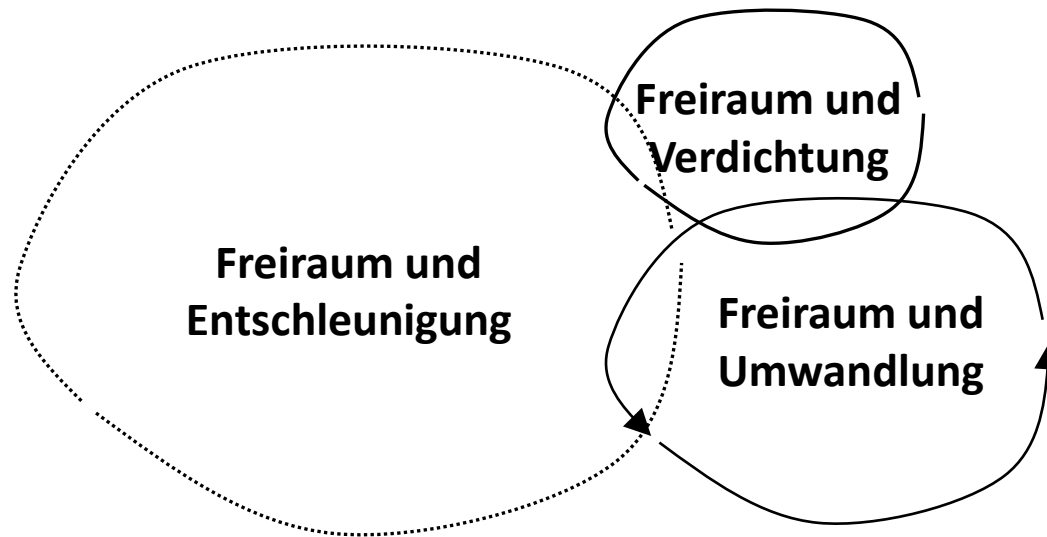 Freiraum und
Verdichtung
Freiraum und
Entschleunigung
Freiraum und
Umwandlung